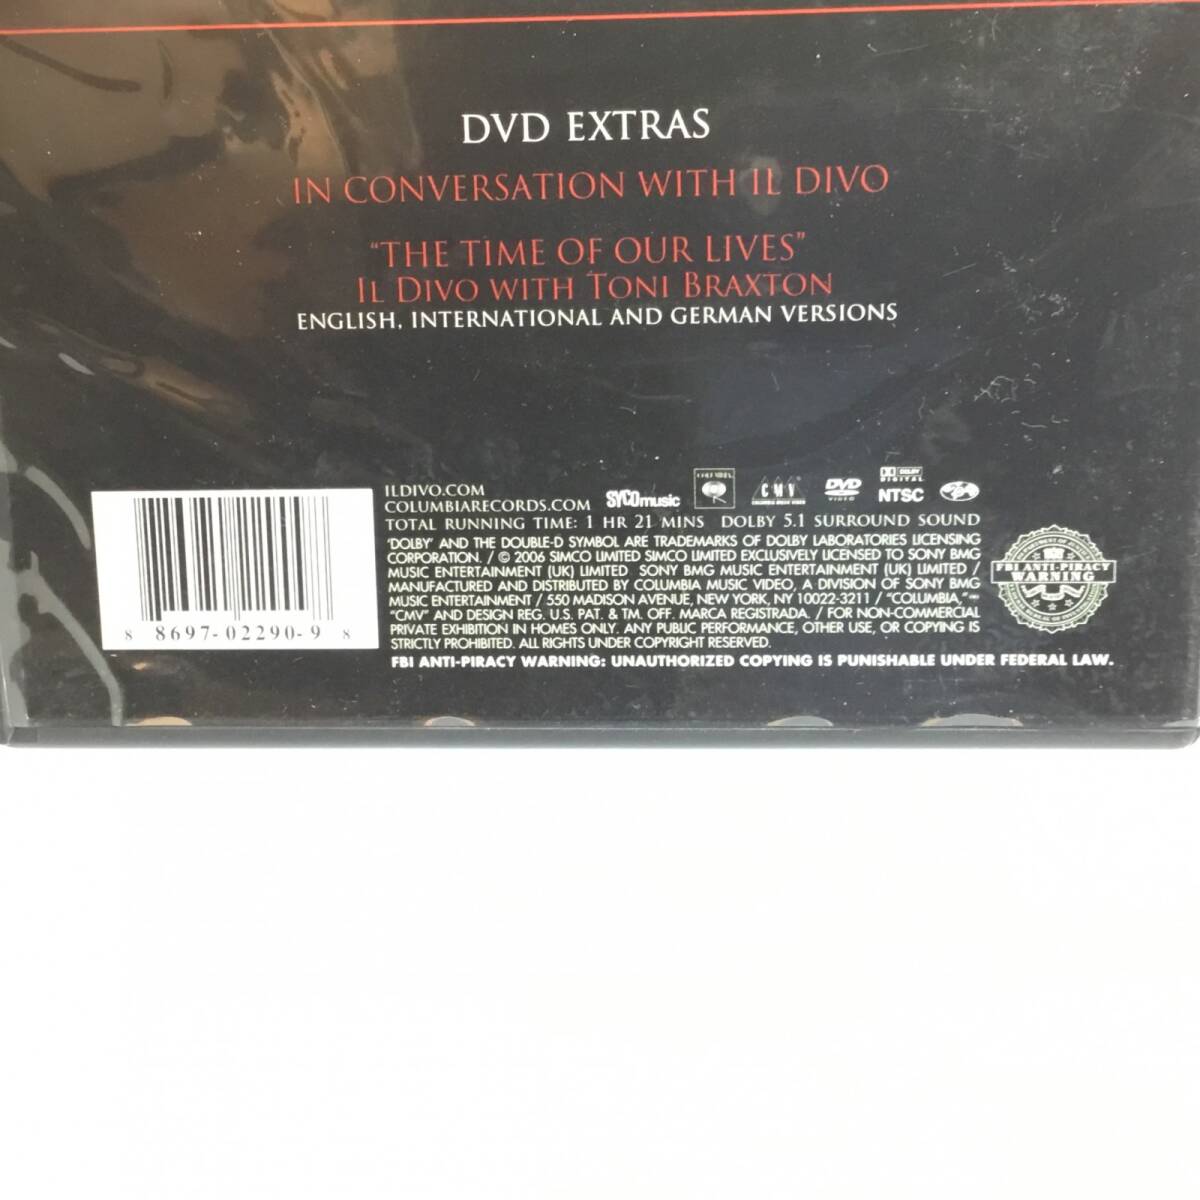 DVD EXTRAS
IN CONVERSATION WITH IL DIVO
"THE TIME OF OUR LIVES"
IL DIVO WITH TONI BRAXTON
ENGLISH, INTERNATIONAL AND GERMAN VERSIONS
ILDIVO.COM
COLUMBIARECORDS.COM
SYCOmusic
CMV
DVD
VIDEO
DOLBY
DIGITAL
NTSC
TOTAL RUNNING TIME: 1 HR 21 MINS DOLBY 5.1 SURROUND SOUND
'DOLBY' AND THE DOUBLE-D SYMBOL ARE TRADEMARKS OF DOLBY LABORATORIES LICENSING
CORPORATION. / © 2006 SIMCO LIMITED SIMCO LIMITED EXCLUSIVELY LICENSED TO SONY BMG
MUSIC ENTERTAINMENT (UK) LIMITED SONY BMG MUSIC ENTERTAINMENT (UK) LIMITED /
MANUFACTURED AND DISTRIBUTED BY COLUMBIA MUSIC VIDEO, A DIVISION OF SONY BMG
MUSIC ENTERTAINMENT / 550 MADISON AVENUE, NEW YORK, NY 10022-3211 / "COLUMBIA,"
"CMV" AND DESIGN REG. U.S. PAT. & TM. OFF. MARCA REGISTRADA. / FOR NON-COMMERCIAL
PRIVATE EXHIBITION IN HOMES ONLY. ANY PUBLIC PERFORMANCE, OTHER USE, OR COPYING IS
STRICTLY PROHIBITED. ALL RIGHTS UNDER COPYRIGHT RESERVED.
FBI ANTI-PIRACY WARNING: UNAUTHORIZED COPYING IS PUNISHABLE UNDER FEDERAL LAW.
FBI ANTI-PIRACY
WARNING
8 8697-02290-9 8